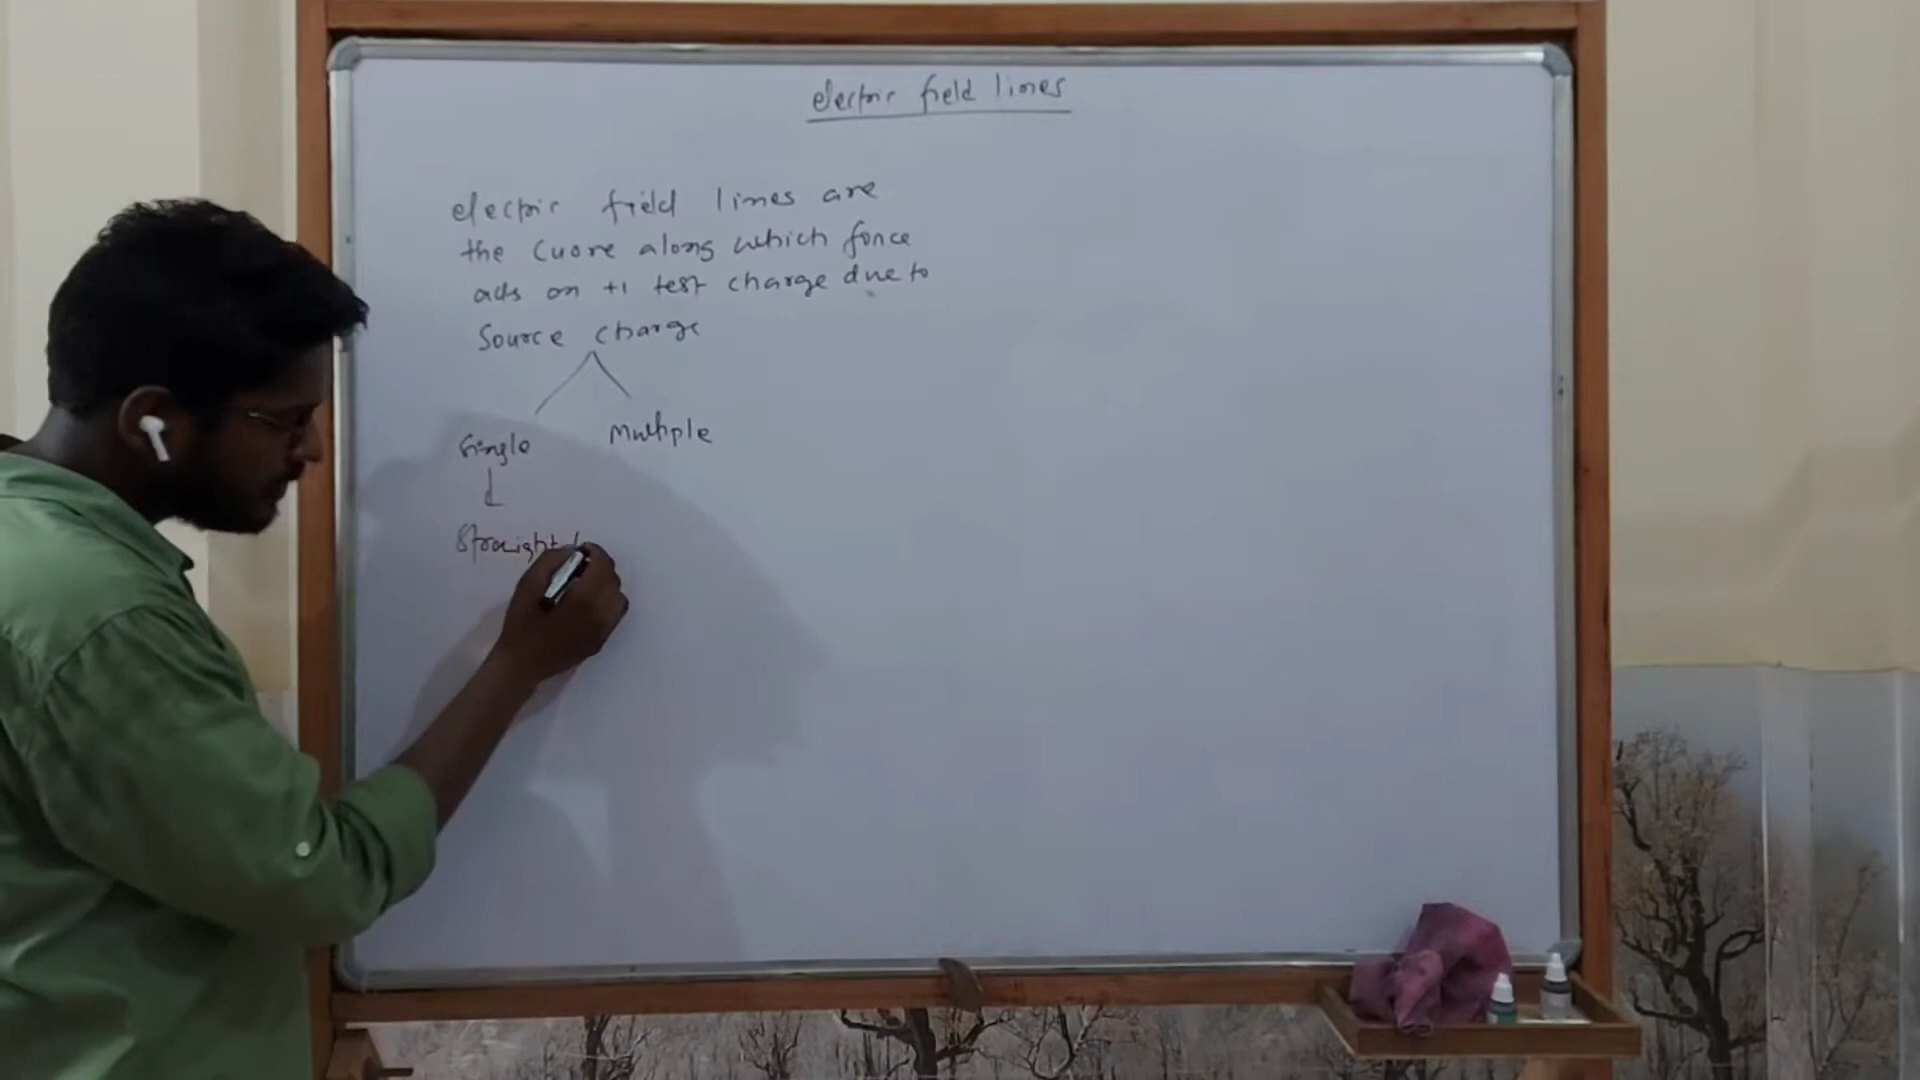 electric field lines
electric field lines are
the curve along which force
acts on +1 test charge due to
Source charge
Single
Multiple
Straight